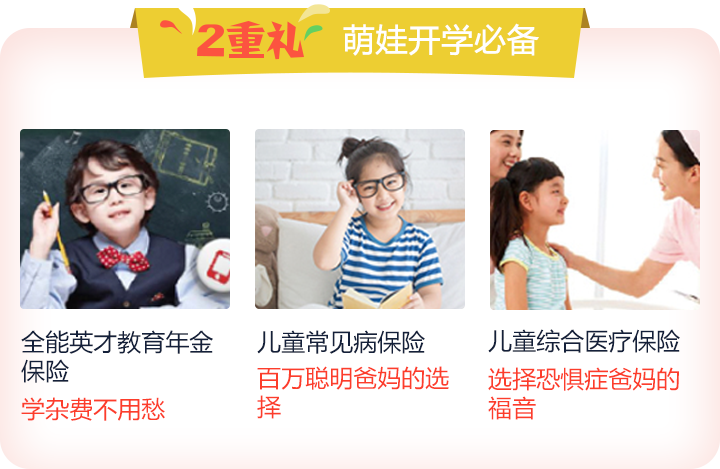 2重礼 萌娃开学必备
全能英才教育年金
保险
学杂费不用愁
儿童常见病保险
百万聪明爸妈的选
择
儿童综合医疗保险
选择恐惧症爸妈的
福音